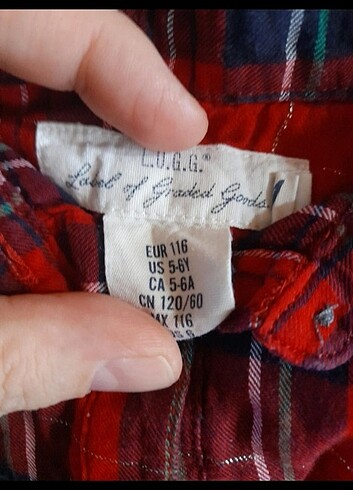 L.O.G.G.®
Label of Graded Goods
EUR 116
US 5-6Y
CA 5-6A
CN 120/60
MX 116